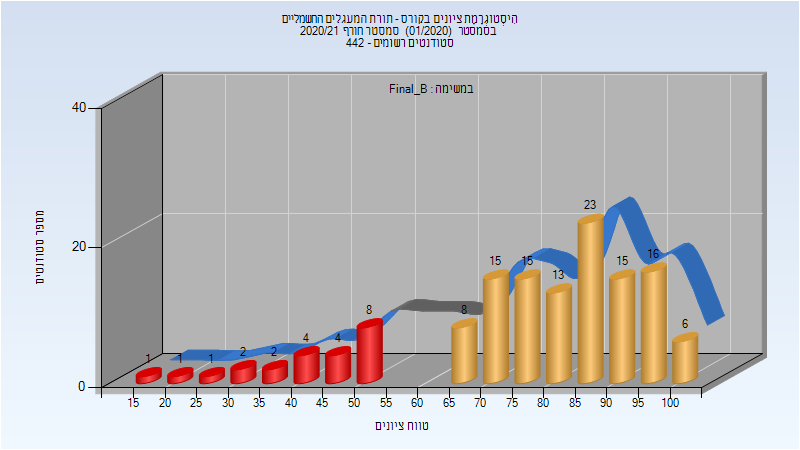 היסטוגרמת ציונים בקורס - תורת המעגלים החשמליים
בסמסטר (01/2020) סמסטר חורף 2020/21
סטודנטים רשומים - 442
במשימה : Final_B
מספר סטודנטים
40
20
0
1 1 1 2 2 4 4 8 8 15 15 13 23 15 16 6
15 20 25 30 35 40 45 50 55 60 65 70 75 80 85 90 95 100
טווח ציונים